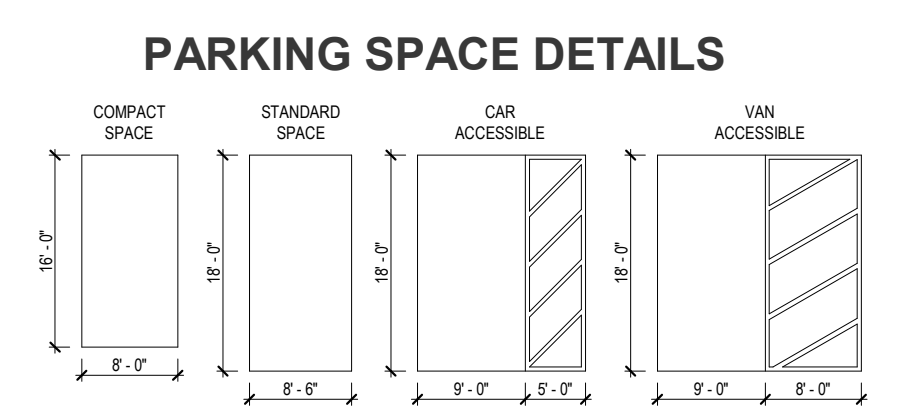 PARKING SPACE DETAILS
COMPACT
SPACE
STANDARD
SPACE
CAR
ACCESSIBLE
VAN
ACCESSIBLE
16' - 0"
18' - 0"
18' - 0"
18' - 0"
8' - 0"
8' - 6"
9' - 0"
5' - 0"
9' - 0"
8' - 0"